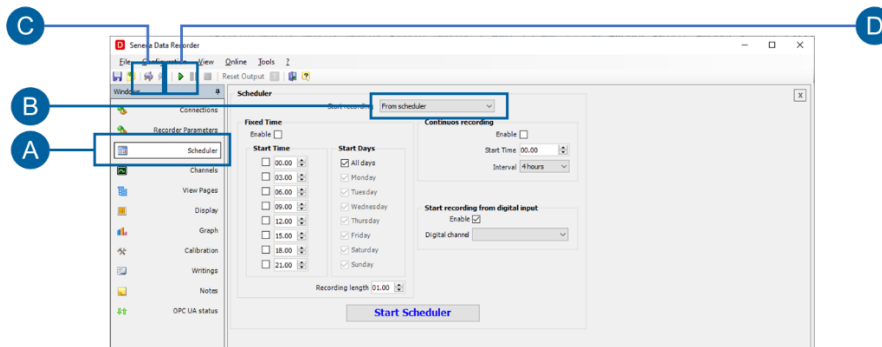 C
D
Seneca Data Recorder
File Configuration View Online Tools ?
Reset Output
Windows
Scheduler
X
B
Start recording From scheduler
Connections
Fixed Time
Continuos recording
Enable
Enable
Recorder Parameters
Start Time
Start Days
Start Time 00.00
A
Scheduler
00.00
All days
Interval 4 hours
Channels
03.00
Monday
View Pages
06.00
Tuesday
09.00
Wednesday
Start recording from digital input
Display
12.00
Thursday
Enable
Graph
15.00
Friday
Digital channel
Calibration
18.00
Saturday
21.00
Sunday
Writings
Notes
Recording length 01.00
OPC UA status
Start Scheduler